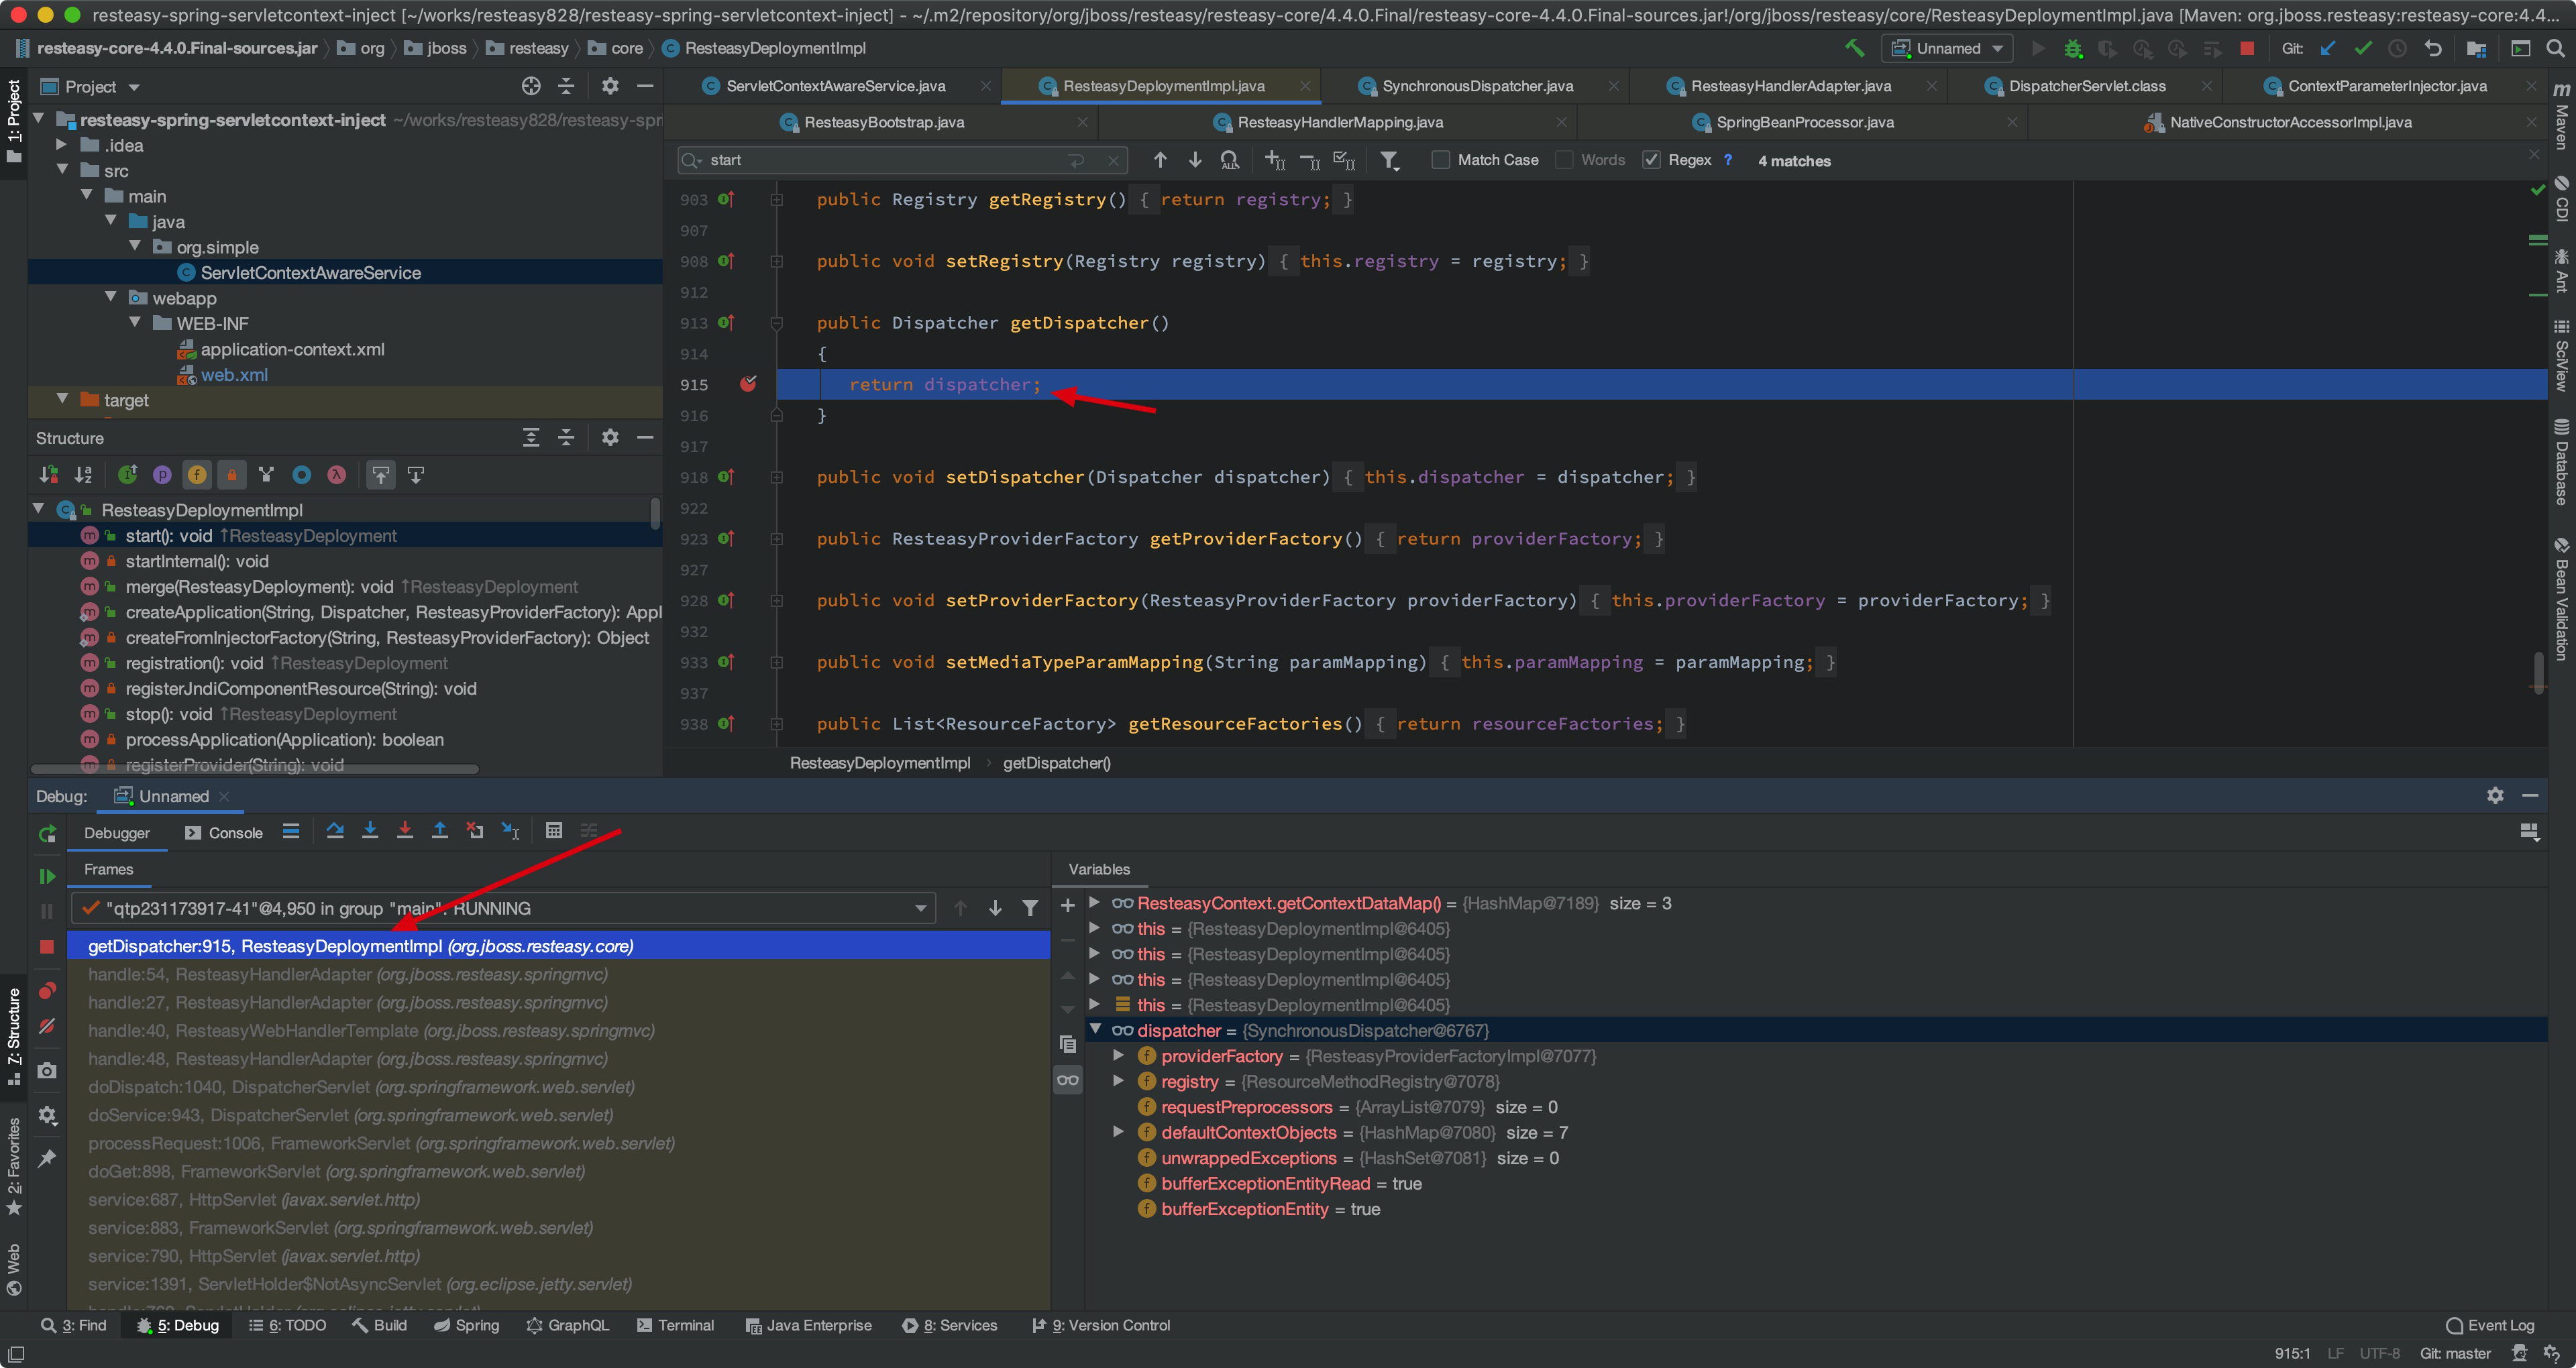 resteasy-spring-servletcontext-inject [~/works/resteasy828/resteasy-spring-servletcontext-inject] - ~/.m2/repository/org/jboss/resteasy/resteasy-core/4.4.0.Final/resteasy-core-4.4.0.Final-sources.jar!/org/jboss/resteasy/core/ResteasyDeploymentImpl.java [Maven: org.jboss.resteasy:resteasy-core:4.4...
resteasy-core-4.4.0.Final-sources.jar org jboss resteasy core ResteasyDeploymentImpl
Unnamed Git:
1: Project
Project
ServletContextAwareService.java ResteasyDeploymentImpl.java SynchronousDispatcher.java ResteasyHandlerAdapter.java DispatcherServlet.class ContextParameterInjector.java
ResteasyBootstrap.java ResteasyHandlerMapping.java SpringBeanProcessor.java NativeConstructorAccessorImpl.java
start Match Case Words Regex ? 4 matches
resteasy-spring-servletcontext-inject ~/works/resteasy828/resteasy-spr
.idea
src
main
java
org.simple
ServletContextAwareService
webapp
WEB-INF
application-context.xml
web.xml
target
903 public Registry getRegistry() { return registry; }
907
908 public void setRegistry(Registry registry) { this.registry = registry; }
912
913 public Dispatcher getDispatcher()
914 {
915 return dispatcher;
916 }
917
918 public void setDispatcher(Dispatcher dispatcher) { this.dispatcher = dispatcher; }
922
923 public ResteasyProviderFactory getProviderFactory() { return providerFactory; }
927
928 public void setProviderFactory(ResteasyProviderFactory providerFactory) { this.providerFactory = providerFactory; }
932
933 public void setMediaTypeParamMapping(String paramMapping) { this.paramMapping = paramMapping; }
937
938 public List<ResourceFactory> getResourceFactories() { return resourceFactories; }
ResteasyDeploymentImpl › getDispatcher()
Maven
CDI
Ant
SciView
Database
Bean Validation
Structure
ResteasyDeploymentImpl
start(): void ↑ResteasyDeployment
startInternal(): void
merge(ResteasyDeployment): void ↑ResteasyDeployment
createApplication(String, Dispatcher, ResteasyProviderFactory): Appl
createFromInjectorFactory(String, ResteasyProviderFactory): Object
registration(): void ↑ResteasyDeployment
registerJndiComponentResource(String): void
stop(): void ↑ResteasyDeployment
processApplication(Application): boolean
registerProvider(String): void
Debug: Unnamed
Debugger Console
Frames
"qtp231173917-41"@4,950 in group "main": RUNNING
getDispatcher:915, ResteasyDeploymentImpl (org.jboss.resteasy.core)
handle:54, ResteasyHandlerAdapter (org.jboss.resteasy.springmvc)
handle:27, ResteasyHandlerAdapter (org.jboss.resteasy.springmvc)
handle:40, ResteasyWebHandlerTemplate (org.jboss.resteasy.springmvc)
handle:48, ResteasyHandlerAdapter (org.jboss.resteasy.springmvc)
doDispatch:1040, DispatcherServlet (org.springframework.web.servlet)
doService:943, DispatcherServlet (org.springframework.web.servlet)
processRequest:1006, FrameworkServlet (org.springframework.web.servlet)
doGet:898, FrameworkServlet (org.springframework.web.servlet)
service:687, HttpServlet (javax.servlet.http)
service:883, FrameworkServlet (org.springframework.web.servlet)
service:790, HttpServlet (javax.servlet.http)
service:1391, ServletHolder$NotAsyncServlet (org.eclipse.jetty.servlet)
Variables
ResteasyContext.getContextDataMap() = {HashMap@7189} size = 3
this = {ResteasyDeploymentImpl@6405}
this = {ResteasyDeploymentImpl@6405}
this = {ResteasyDeploymentImpl@6405}
this = {ResteasyDeploymentImpl@6405}
dispatcher = {SynchronousDispatcher@6767}
providerFactory = {ResteasyProviderFactoryImpl@7077}
registry = {ResourceMethodRegistry@7078}
requestPreprocessors = {ArrayList@7079} size = 0
defaultContextObjects = {HashMap@7080} size = 7
unwrappedExceptions = {HashSet@7081} size = 0
bufferExceptionEntityRead = true
bufferExceptionEntity = true
7: Structure
2: Favorites
Web
3: Find 5: Debug 6: TODO Build Spring GraphQL Terminal Java Enterprise 8: Services 9: Version Control Event Log
915:1 LF UTF-8 Git: master